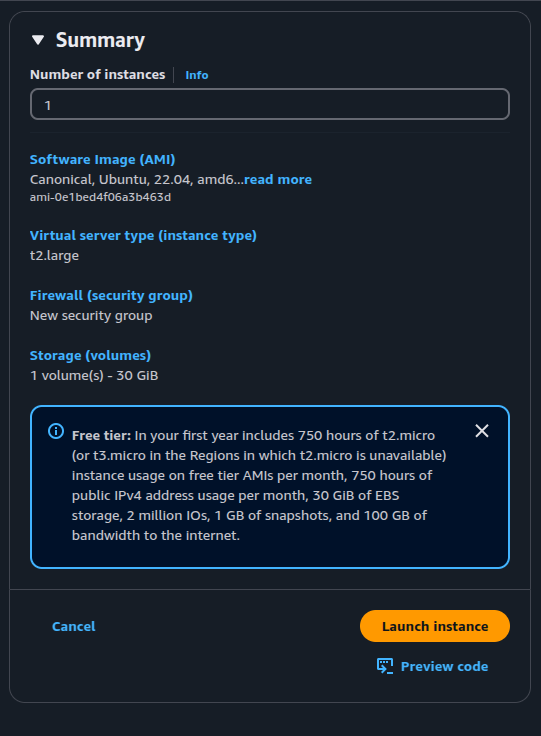 Summary
Number of instances Info
1
Software Image (AMI)
Canonical, Ubuntu, 22.04, amd6...read more
ami-0e1bed4f06a3b463d
Virtual server type (instance type)
t2.large
Firewall (security group)
New security group
Storage (volumes)
1 volume(s) - 30 GiB
Free tier: In your first year includes 750 hours of t2.micro
(or t3.micro in the Regions in which t2.micro is unavailable)
instance usage on free tier AMIs per month, 750 hours of
public IPv4 address usage per month, 30 GiB of EBS
storage, 2 million IOs, 1 GB of snapshots, and 100 GB of
bandwidth to the internet.
Cancel
Launch instance
Preview code